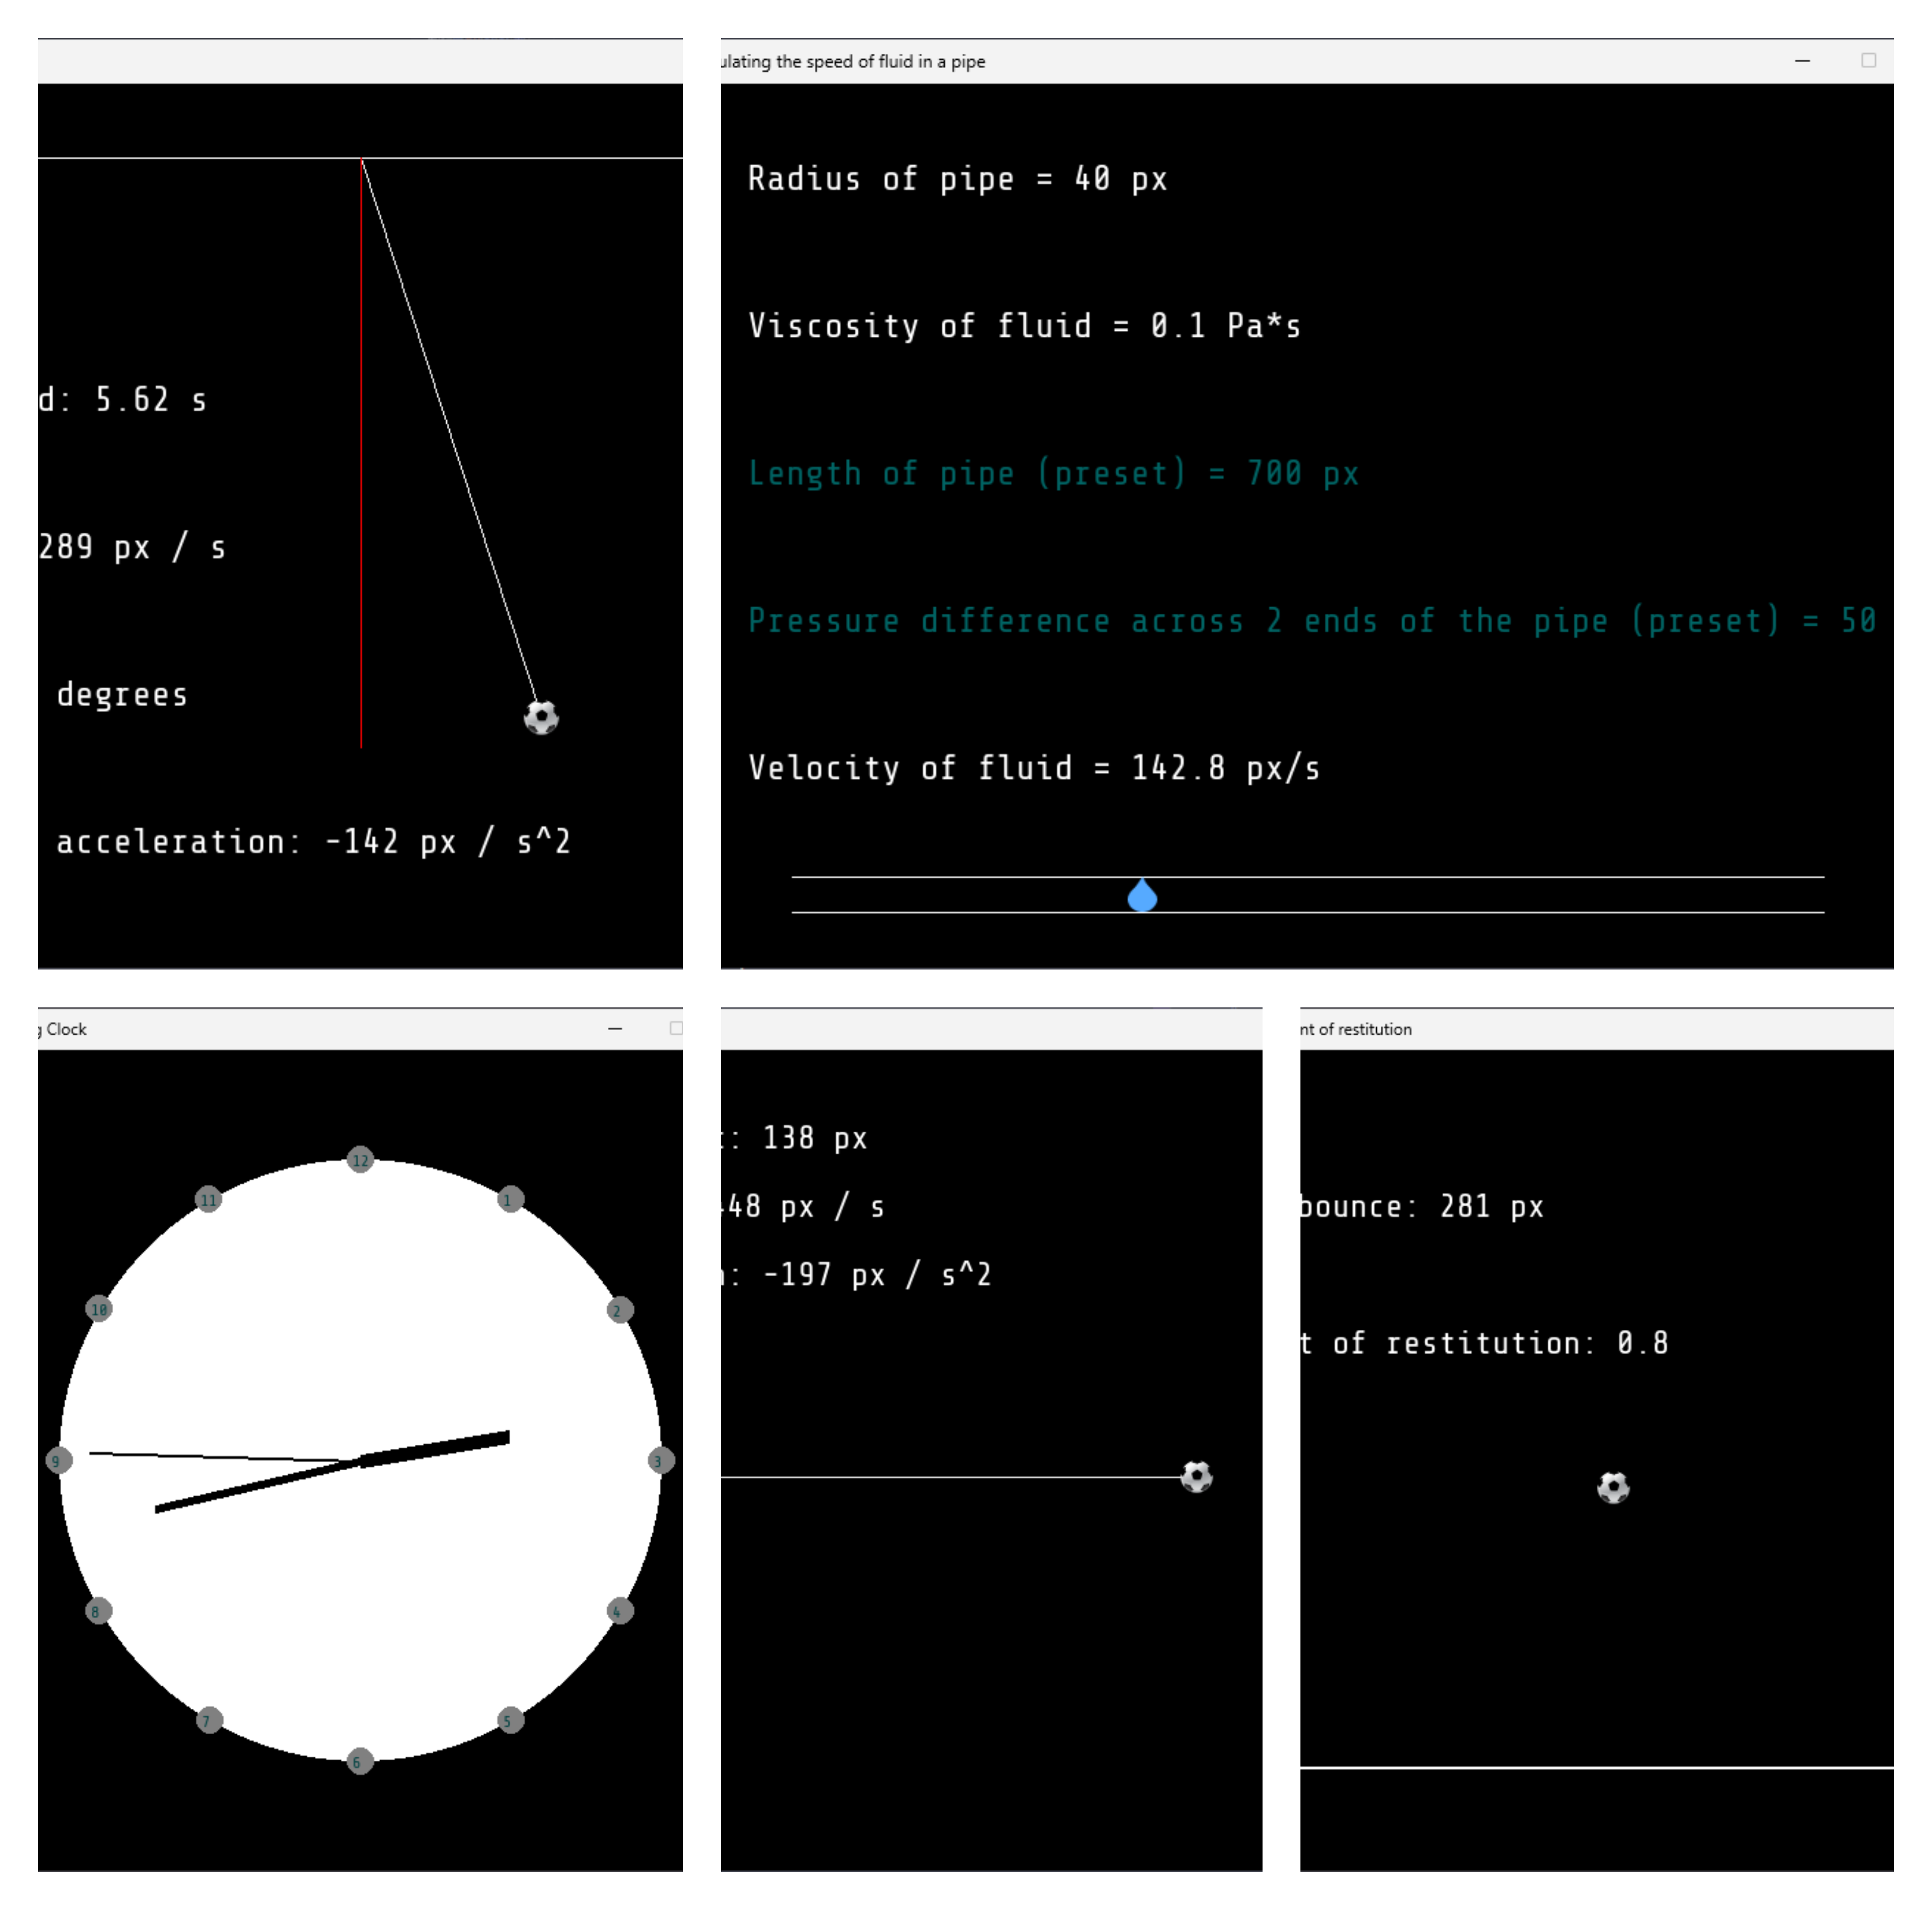 d: 5.62 s
289 px / s
degrees
acceleration: -142 px / s^2
ulating the speed of fluid in a pipe
Radius of pipe = 40 px
Viscosity of fluid = 0.1 Pa*s
Length of pipe (preset) = 700 px
Pressure difference across 2 ends of the pipe (preset) = 50
Velocity of fluid = 142.8 px/s
g Clock
12
1
2
3
4
5
6
7
8
9
10
11
: 138 px
48 px / s
: -197 px / s^2
nt of restitution
bounce: 281 px
t of restitution: 0.8